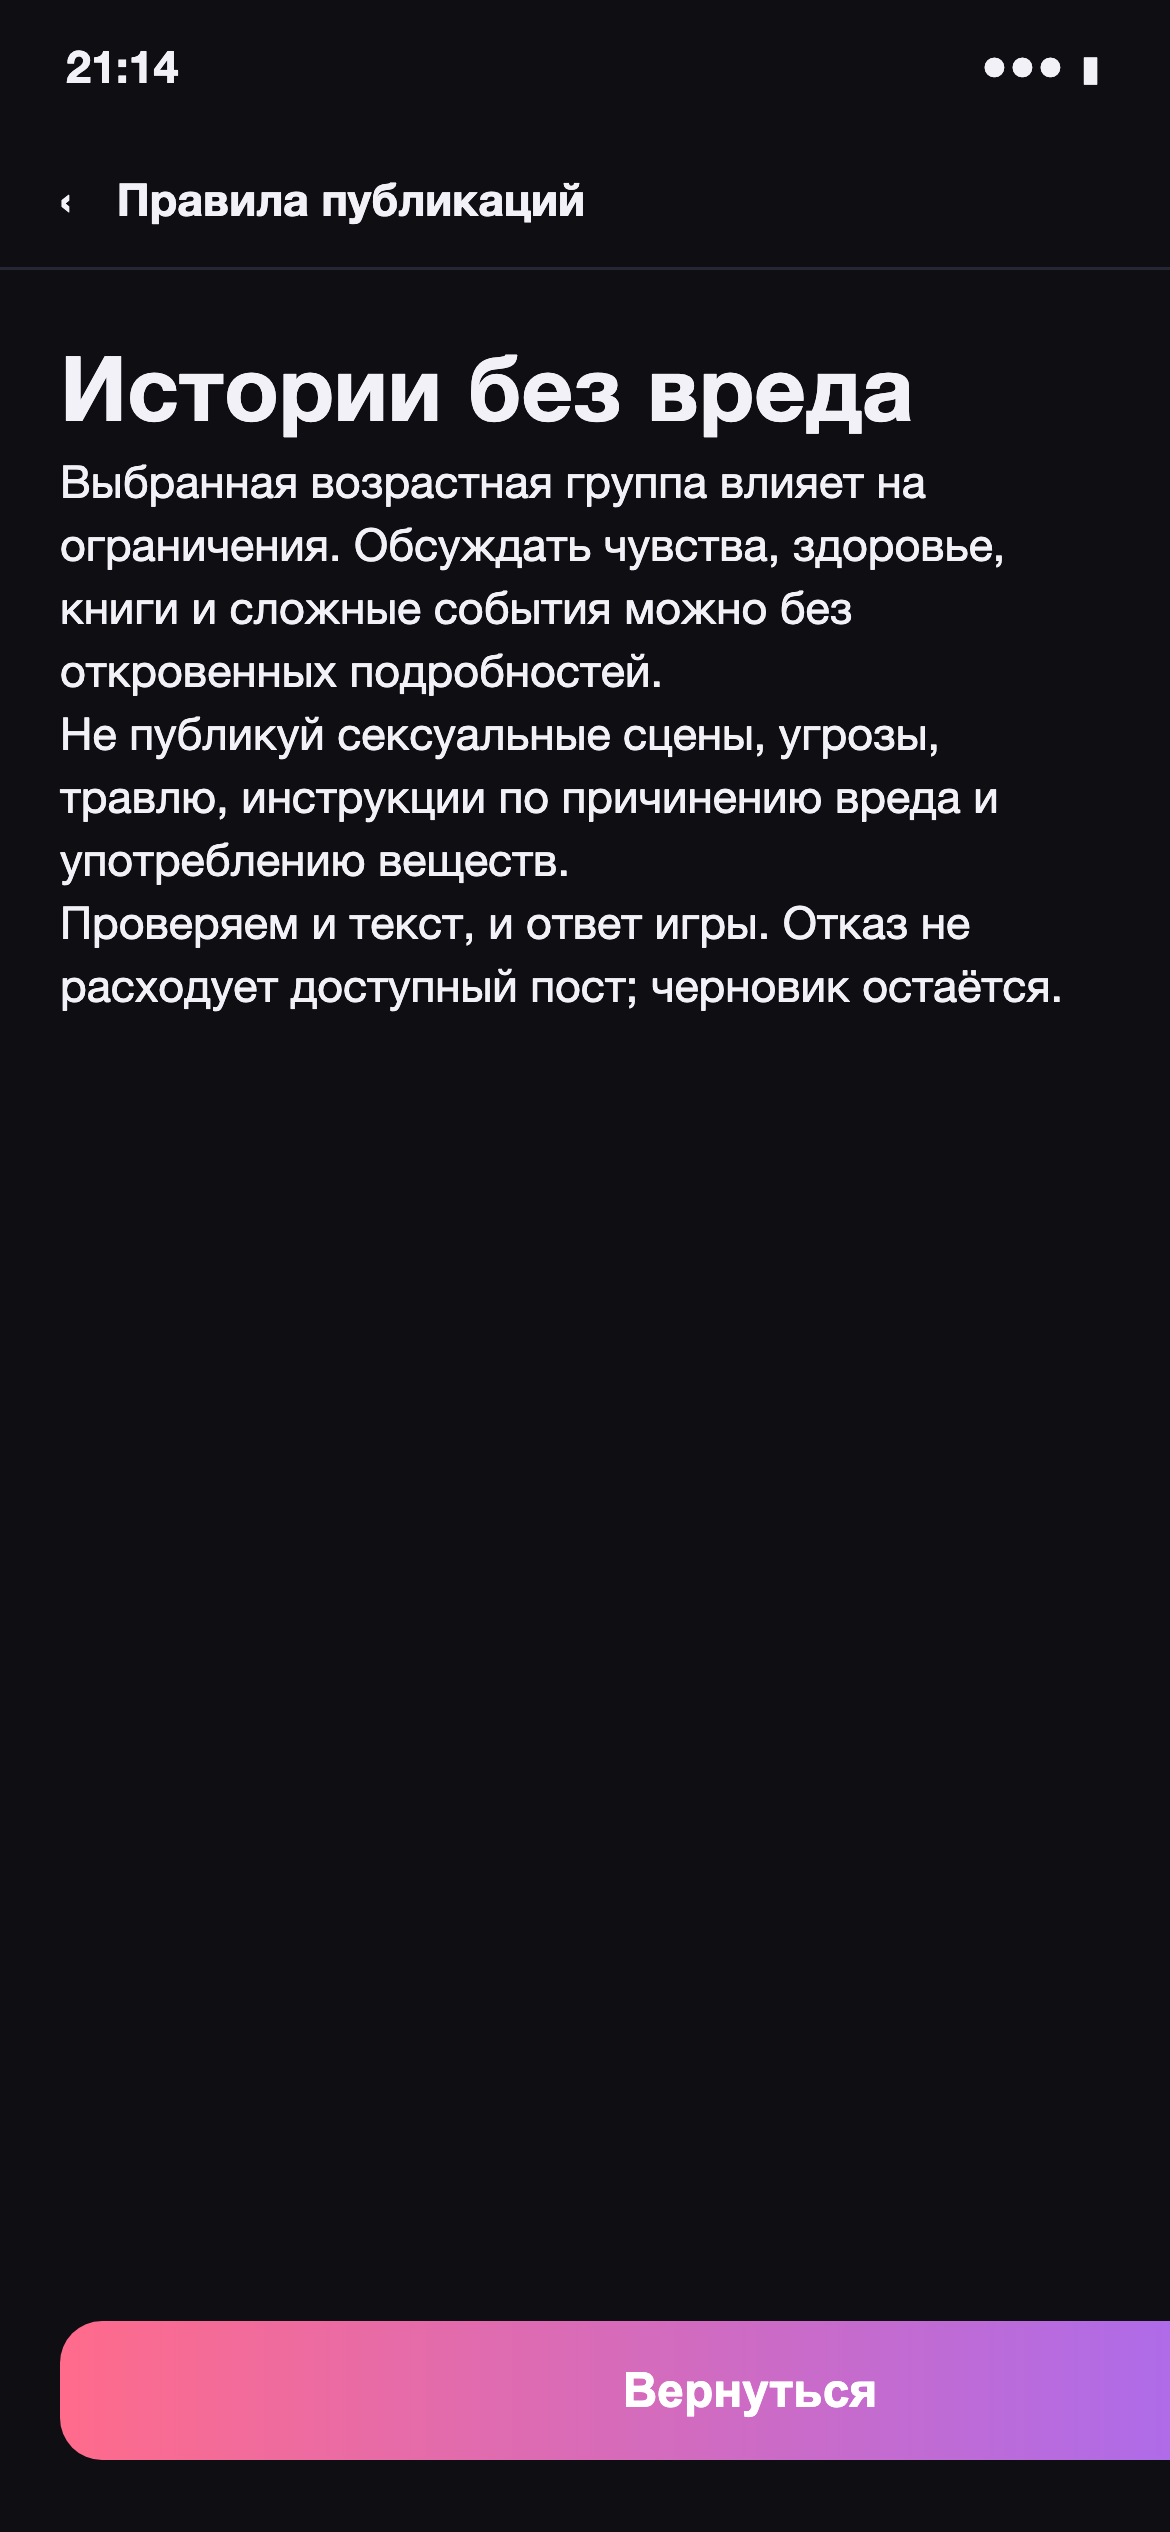 21:14
‹ Правила публикаций
Истории без вреда
Выбранная возрастная группа влияет на
ограничения. Обсуждать чувства, здоровье,
книги и сложные события можно без
откровенных подробностей.
Не публикуй сексуальные сцены, угрозы,
травлю, инструкции по причинению вреда и
употреблению веществ.
Проверяем и текст, и ответ игры. Отказ не
расходует доступный пост; черновик остаётся.
Вернуться